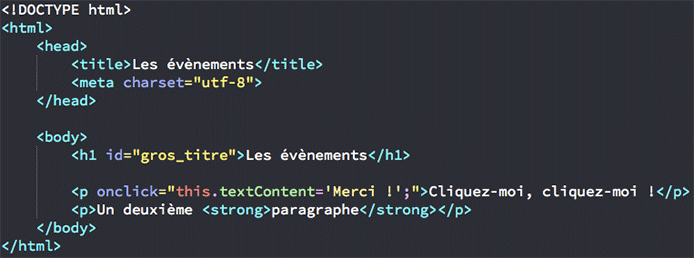 <!DOCTYPE html>
<html>
<head>
<title>Les évènements</title>
<meta charset="utf-8">
</head>
<body>
<h1 id="gros_titre">Les évènements</h1>
<p onclick="this.textContent='Merci !';">Cliquez-moi, cliquez-moi !</p>
<p>Un deuxième <strong>paragraphe</strong></p>
</body>
</html>